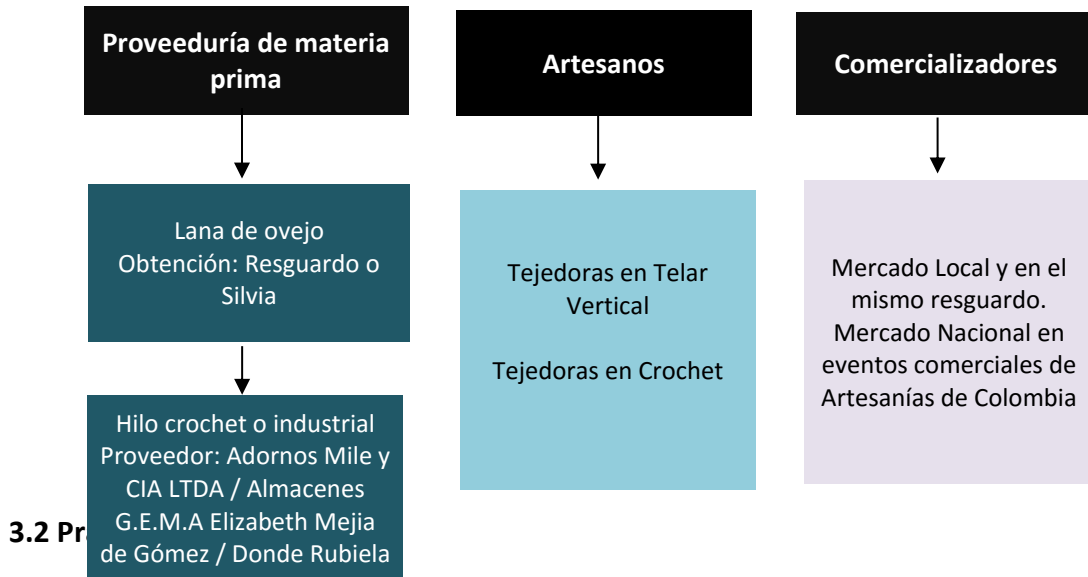 Proveeduría de materia
prima
Lana de ovejo
Obtención: Resguardo o
Silvia
Hilo crochet o industrial
Proveedor: Adornos Mile y
CIA LTDA / Almacenes
G.E.M.A Elizabeth Mejia
de Gómez / Donde Rubiela
Artesanos
Tejedoras en Telar
Vertical
Tejedoras en Crochet
Comercializadores
Mercado Local y en el
mismo resguardo.
Mercado Nacional en
eventos comerciales de
Artesanías de Colombia
3.2